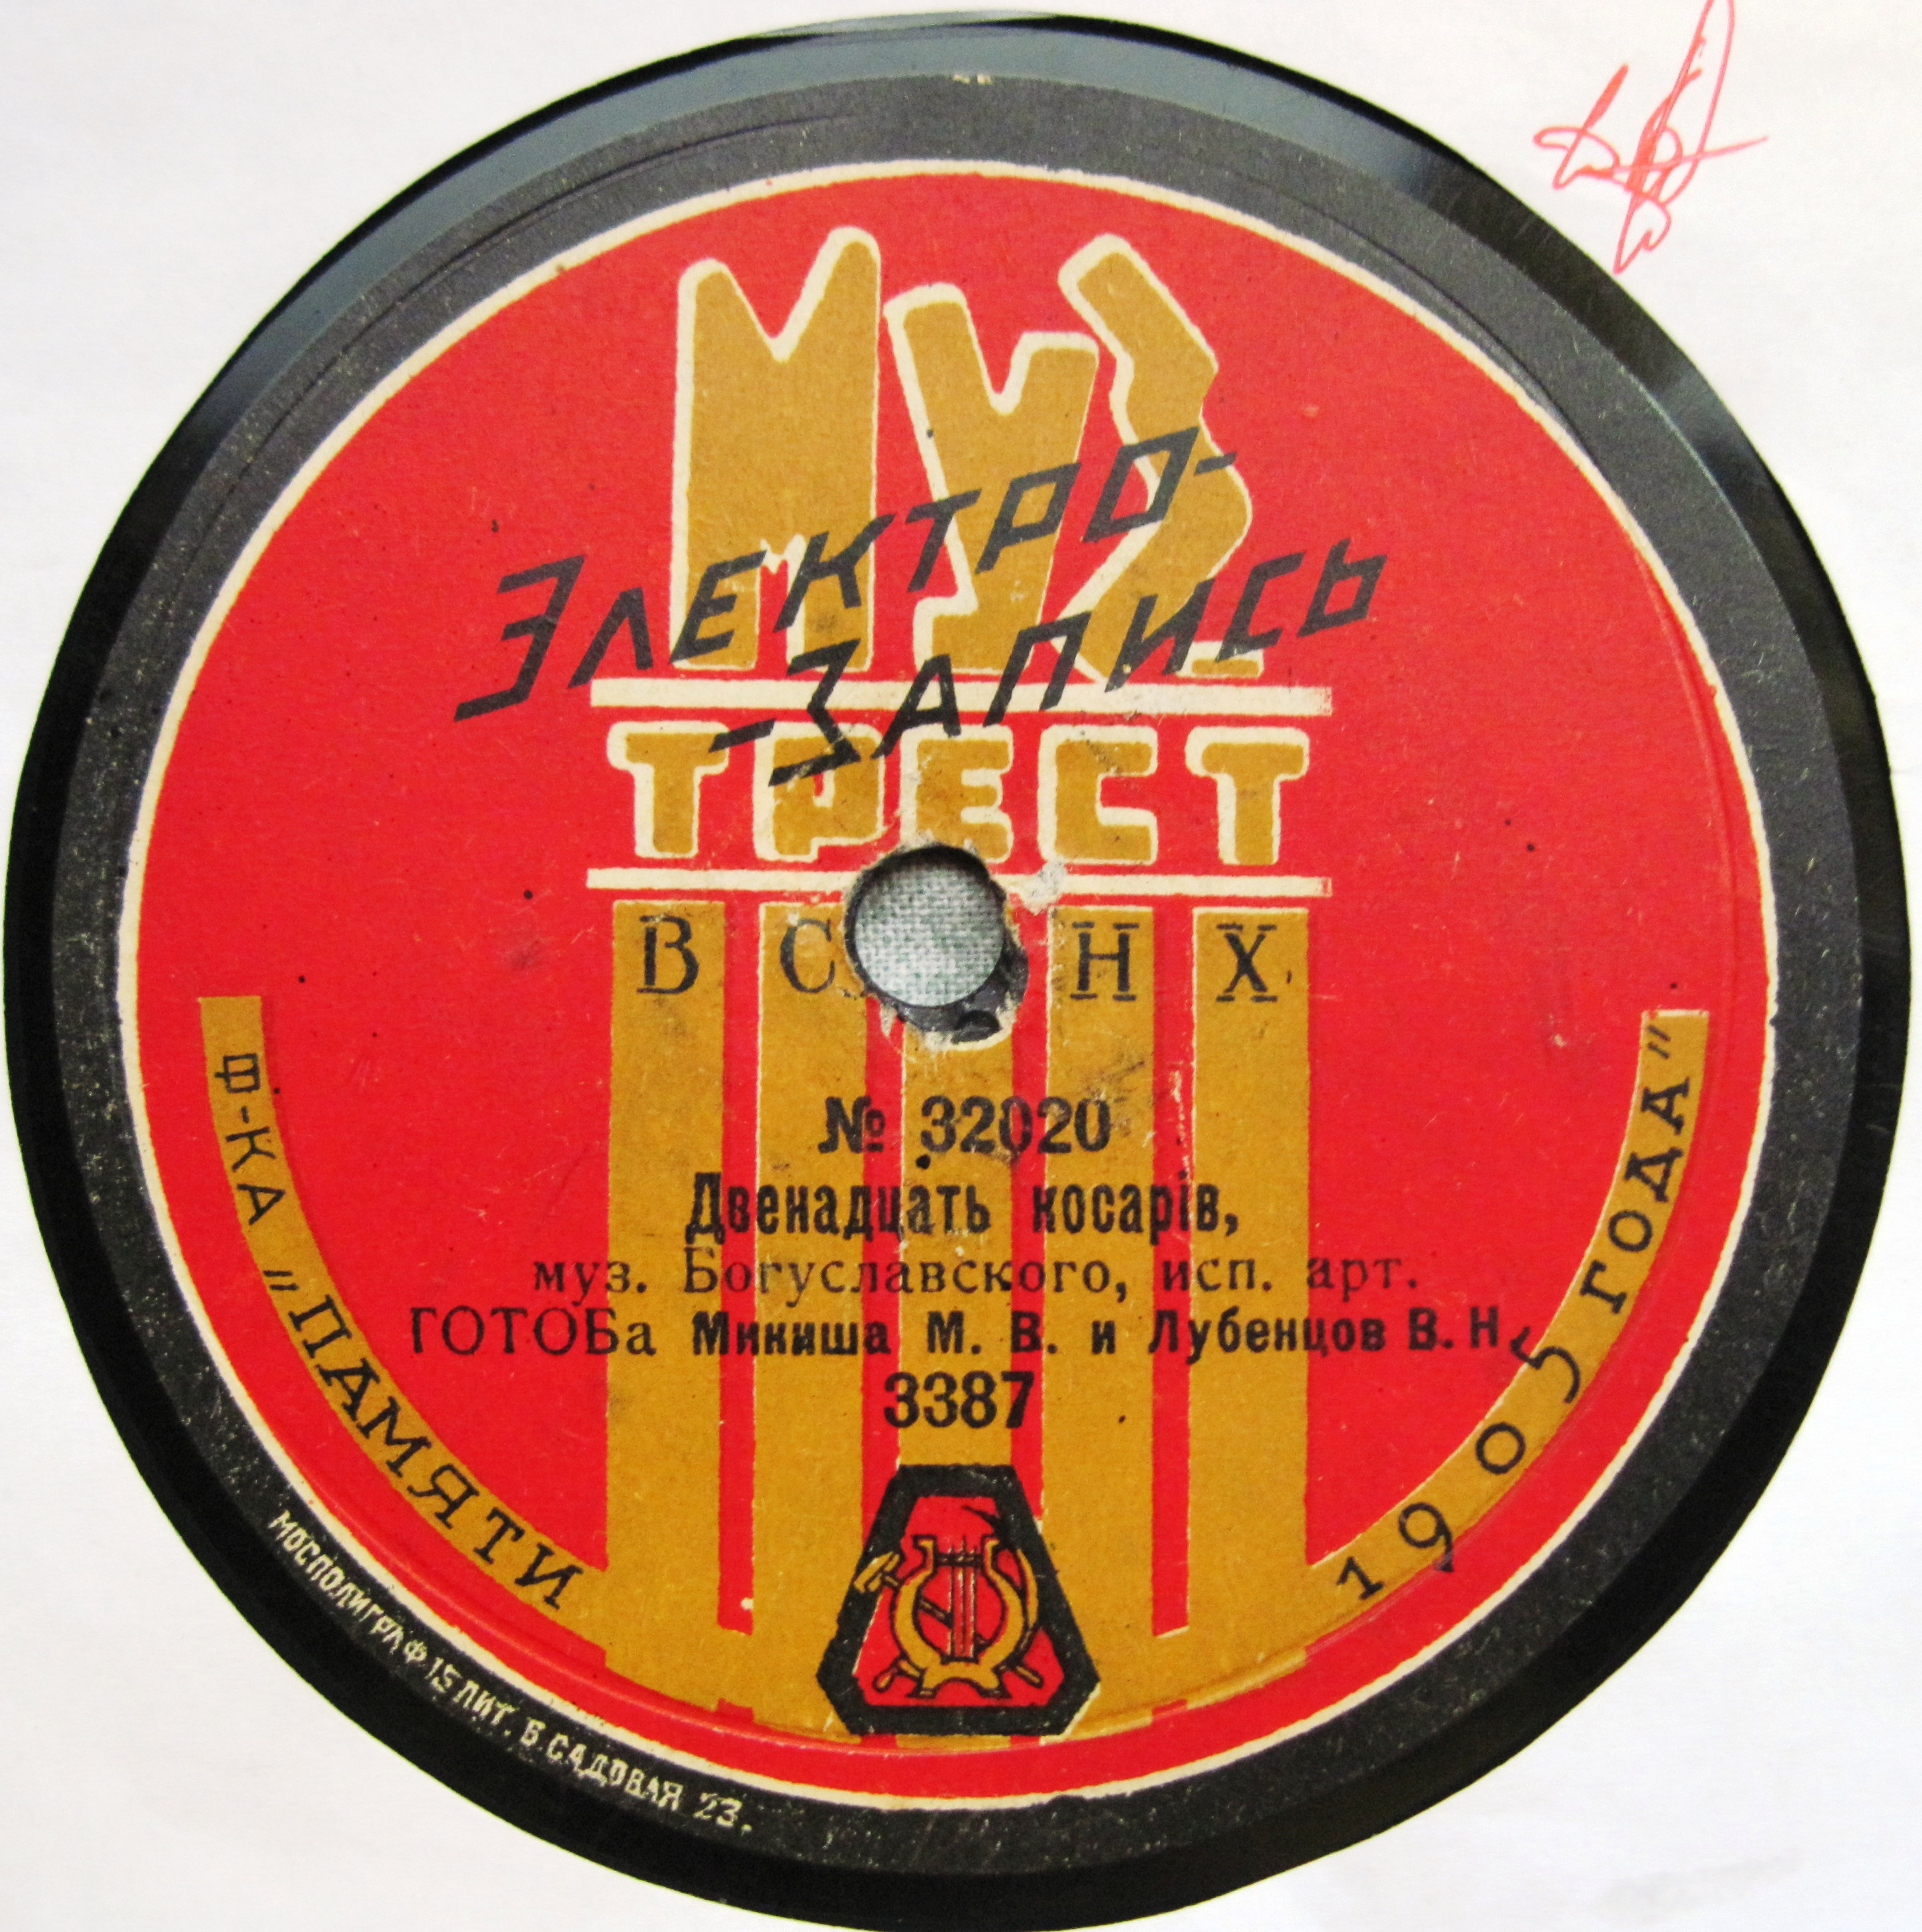 МУЗ
ЭЛЕКТРО-
-ЗАПИСЬ
ТРЕСТ
В С Н Х
№ 32020
Двенадцать косарів,
муз. Богуславского, исп. арт.
ГОТОБа Микиша М. В. и Лубенцов В. Н.
3387
Ф-КА "ПАМЯТИ 1905 ГОДА"
МОСПОЛИГРАФ 15 ЛИТ. Б. САДОВАЯ 23.